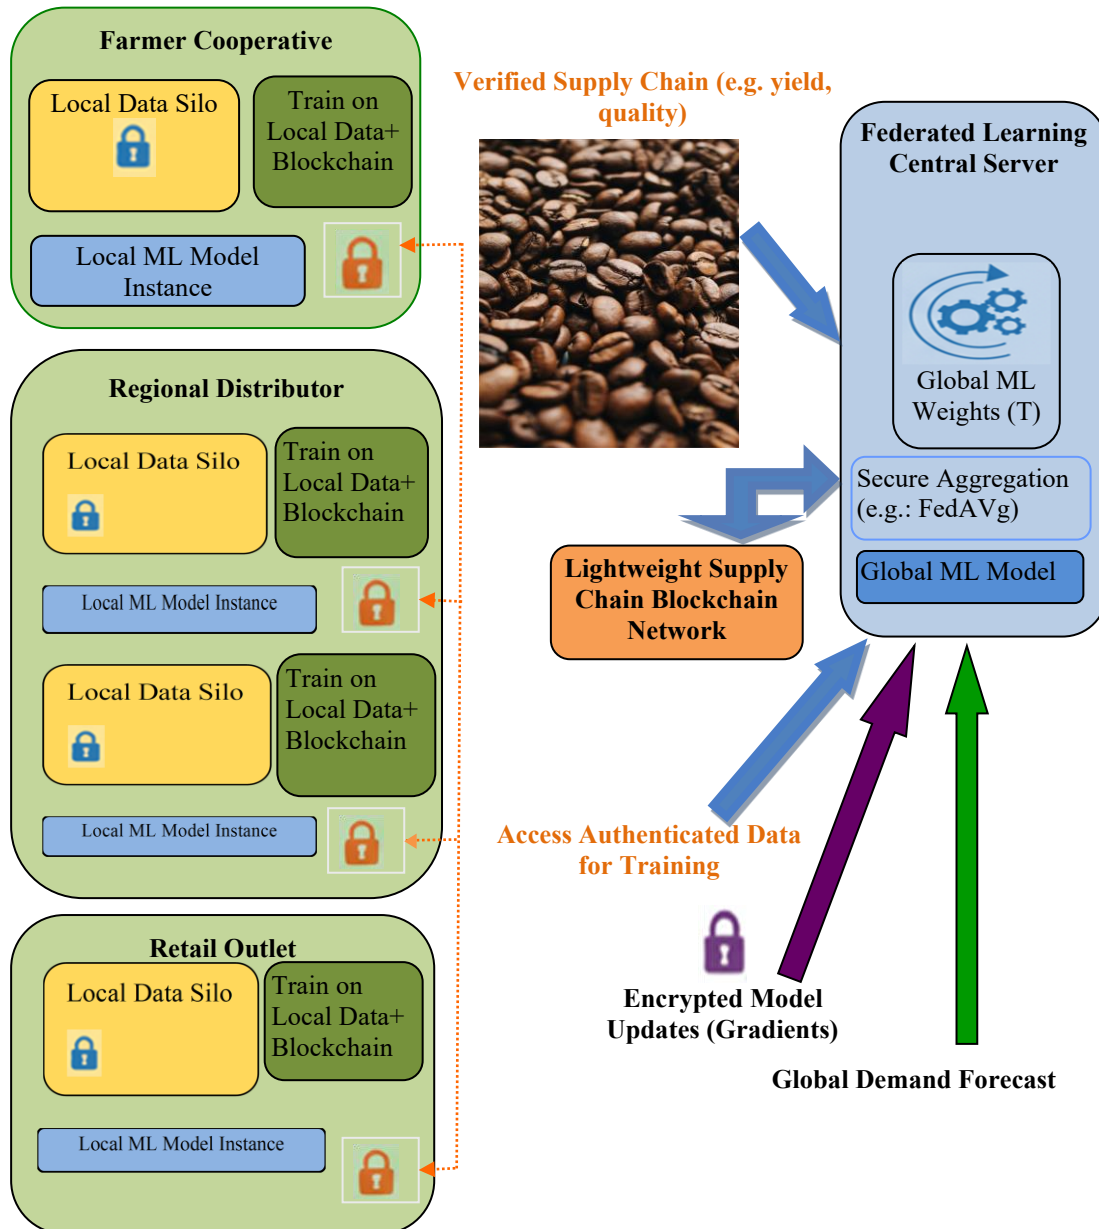 Farmer Cooperative
Local Data Silo
Train on
Local Data+
Blockchain
Local ML Model
Instance
Regional Distributor
Local Data Silo
Train on
Local Data+
Blockchain
Local ML Model Instance
Local Data Silo
Train on
Local Data+
Blockchain
Local ML Model Instance
Retail Outlet
Local Data Silo
Train on
Local Data+
Blockchain
Local ML Model Instance
Verified Supply Chain (e.g. yield,
quality)
Lightweight Supply
Chain Blockchain
Network
Access Authenticated Data
for Training
Encrypted Model
Updates (Gradients)
Global Demand Forecast
Federated Learning
Central Server
Global ML
Weights (T)
Secure Aggregation
(e.g.: FedAVg)
Global ML Model